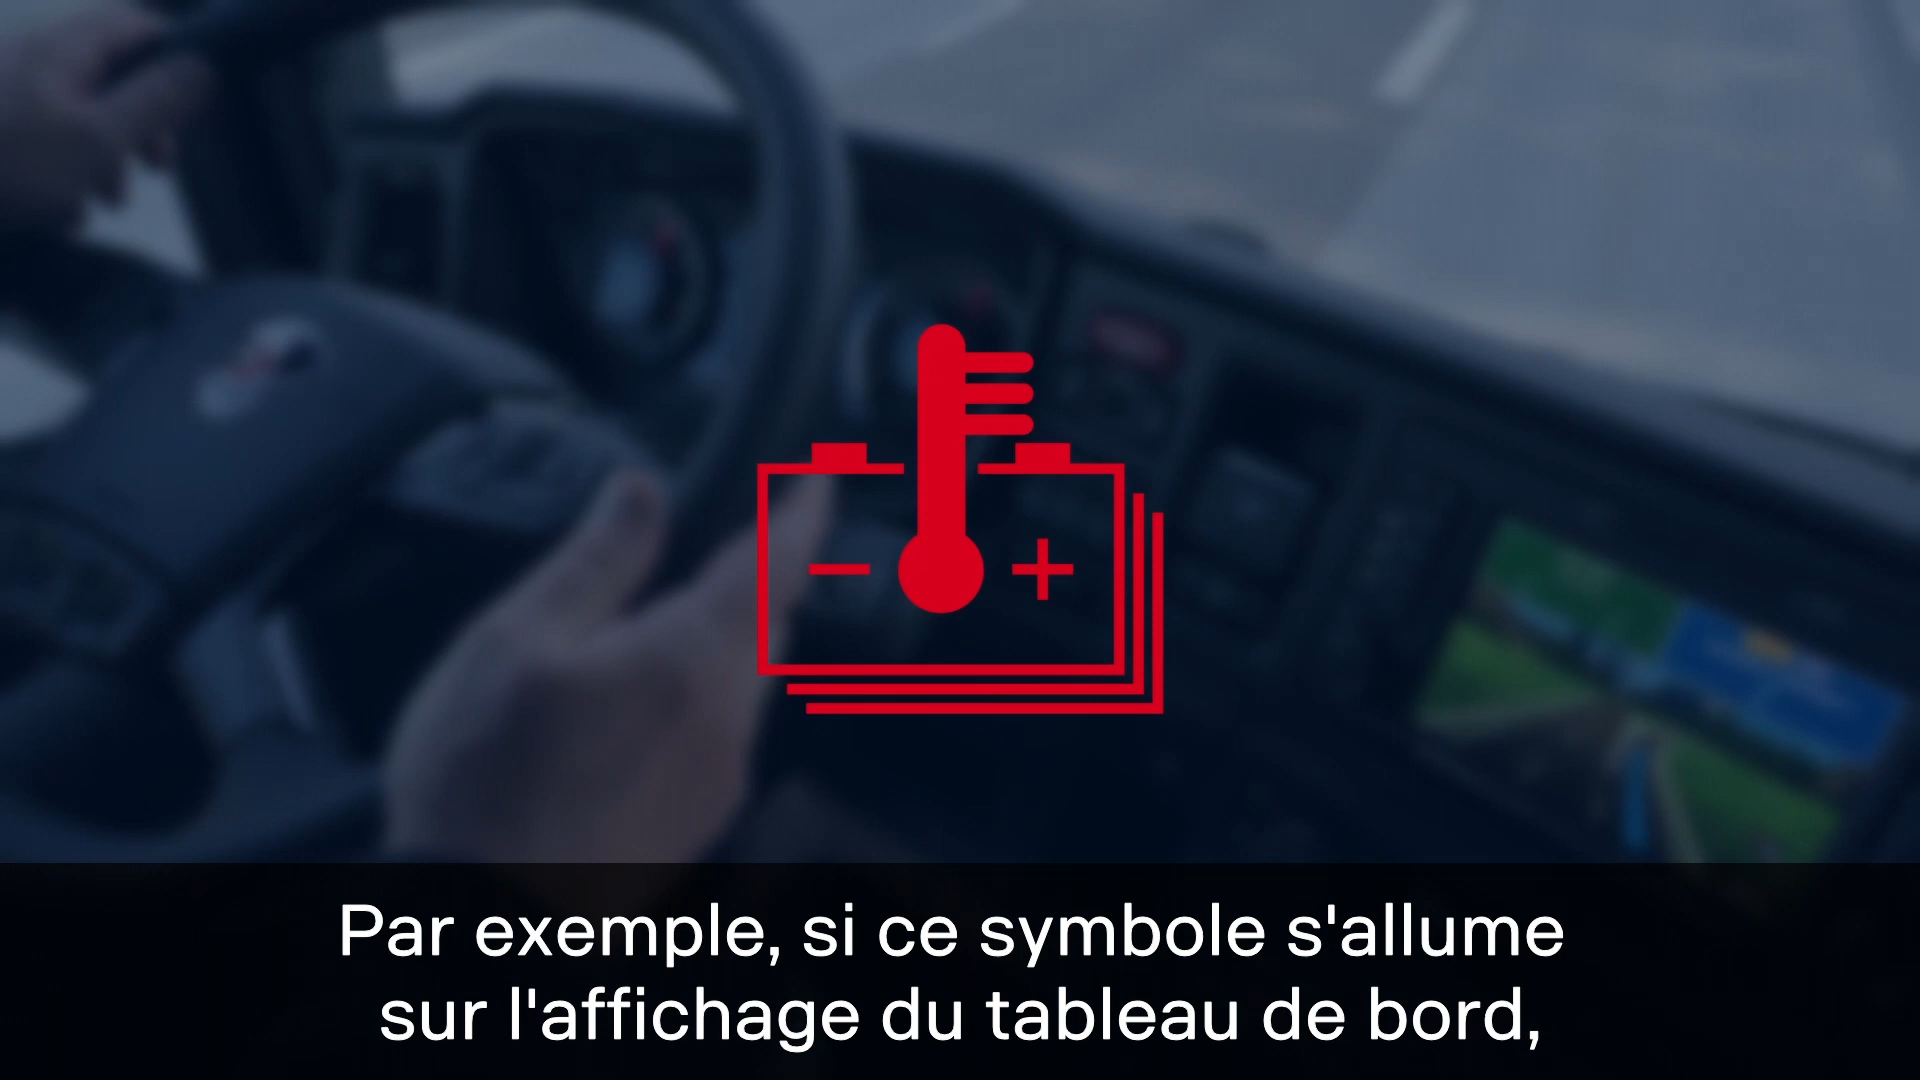 − +
Par exemple, si ce symbole s'allume
sur l'affichage du tableau de bord,